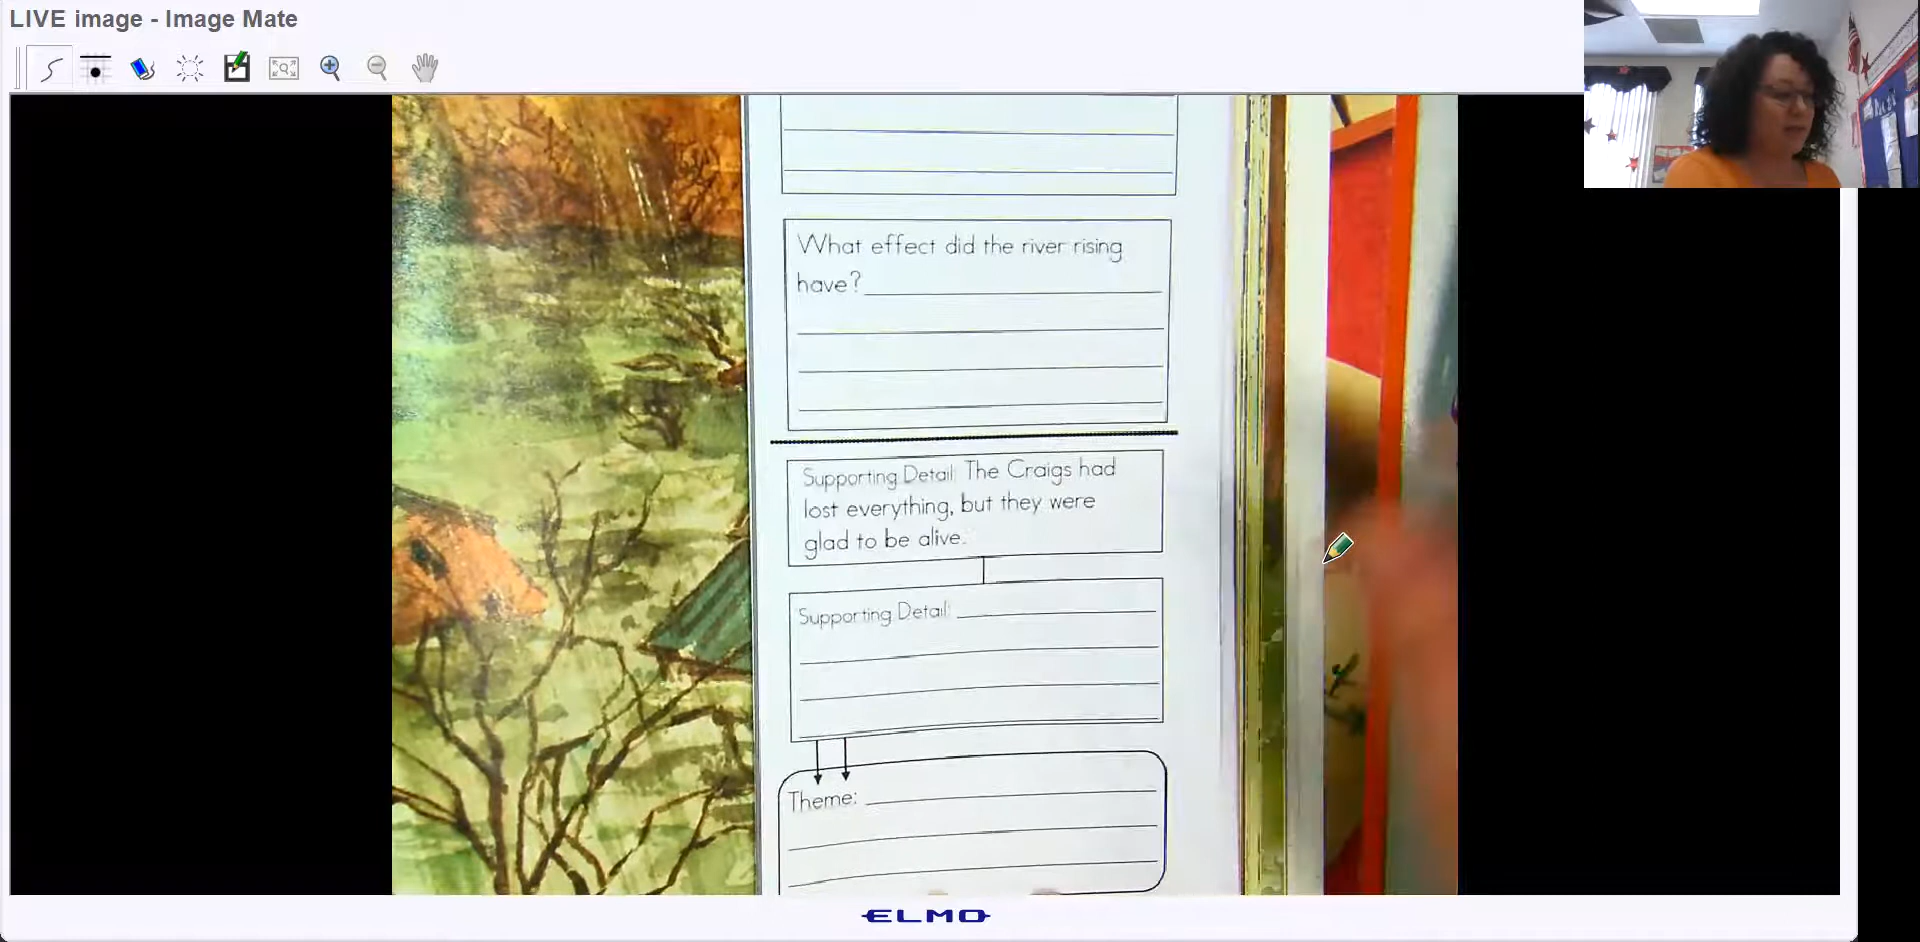 LIVE image - Image Mate
What effect did the river rising
have?
Supporting Detail: The Craigs had
lost everything, but they were
glad to be alive.
Supporting Detail:
Theme:
ELMO